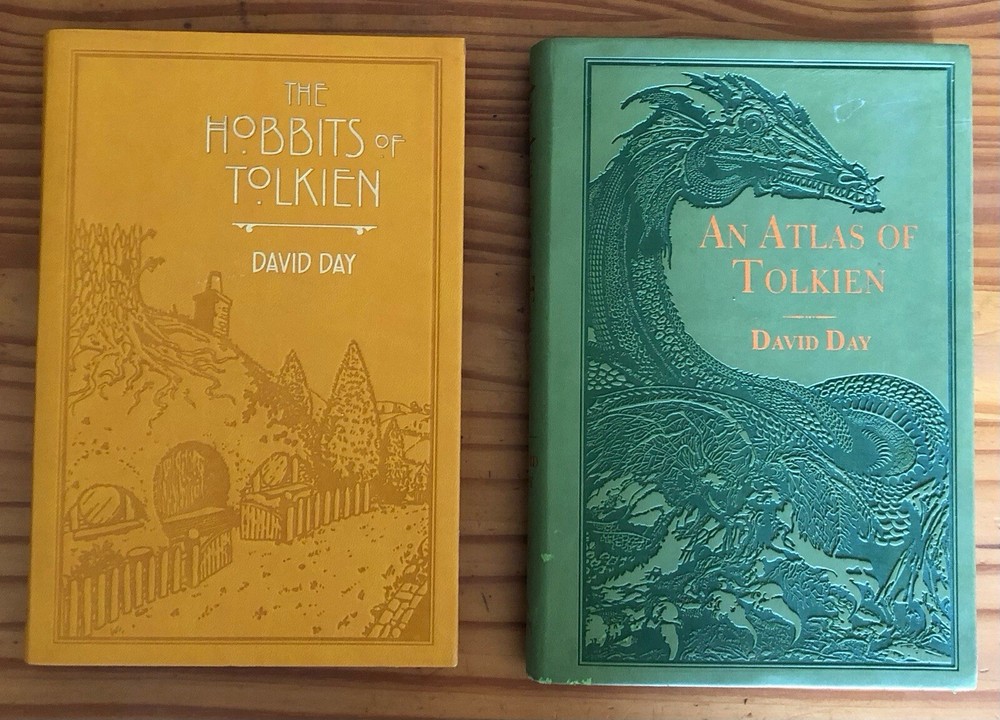 THE
HOBBITS OF
TOLKIEN
DAVID DAY
AN ATLAS OF
TOLKIEN
DAVID DAY